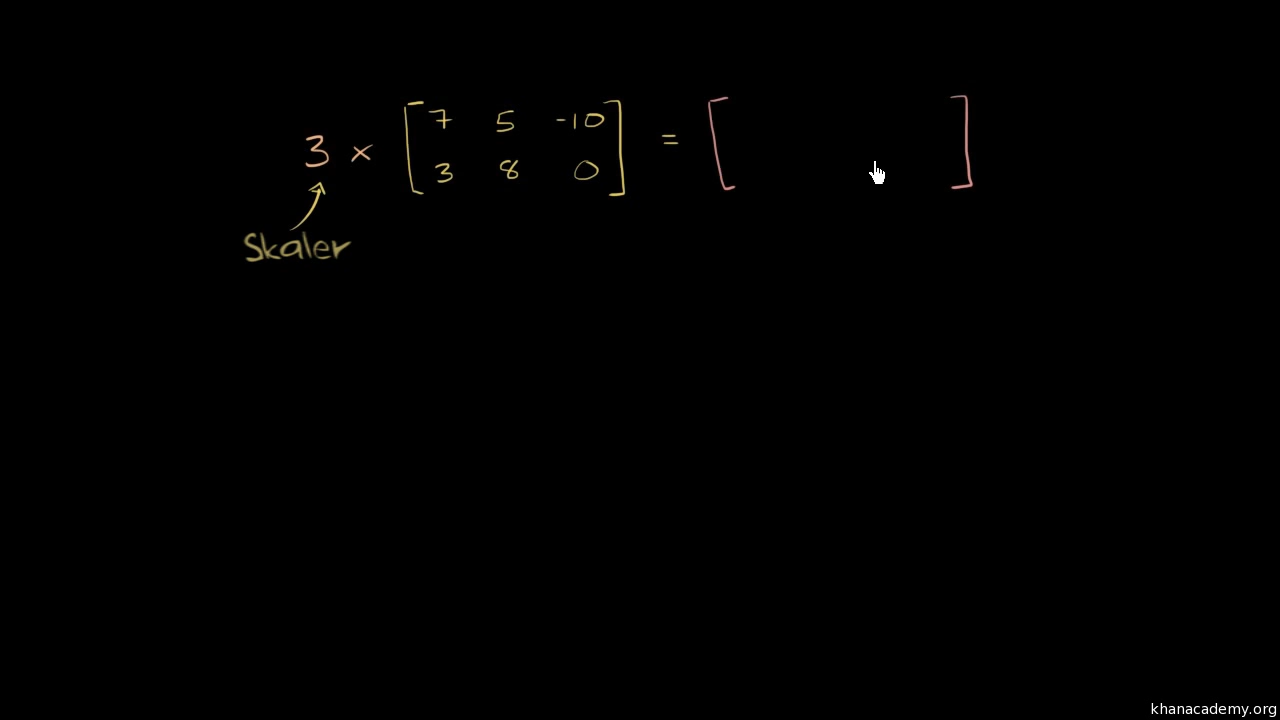 3 × [ 7 5 -10 ] = [ ]
[ 3 8 0 ]
Skaler
khanacademy.org